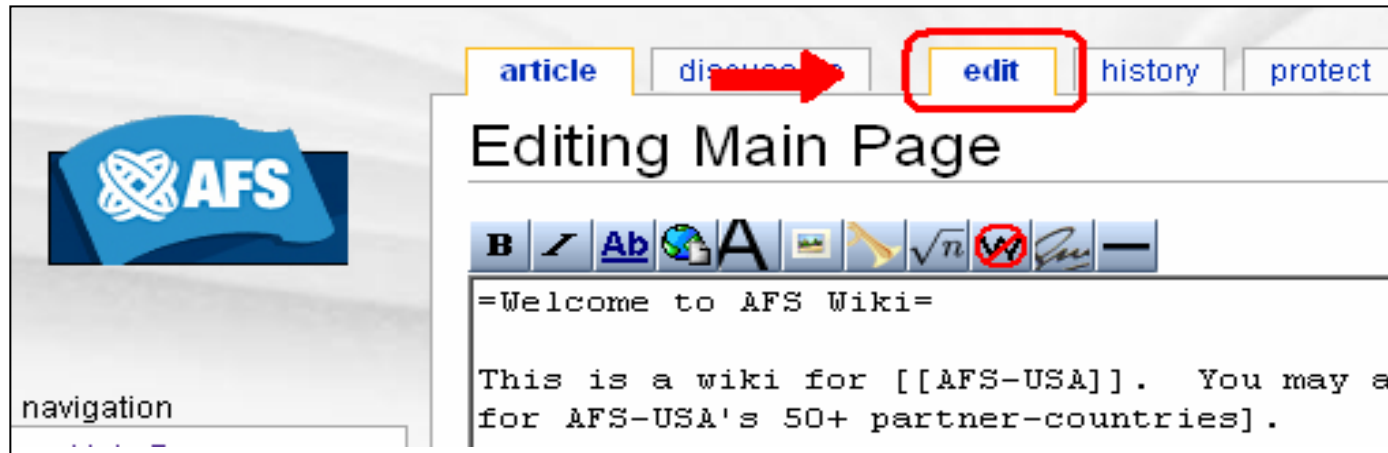 article edit history protect
AFS
Editing Main Page
B I Ab A √n W
=Welcome to AFS Wiki=
This is a wiki for [[AFS-USA]]. You may a
for AFS-USA's 50+ partner-countries].
navigation